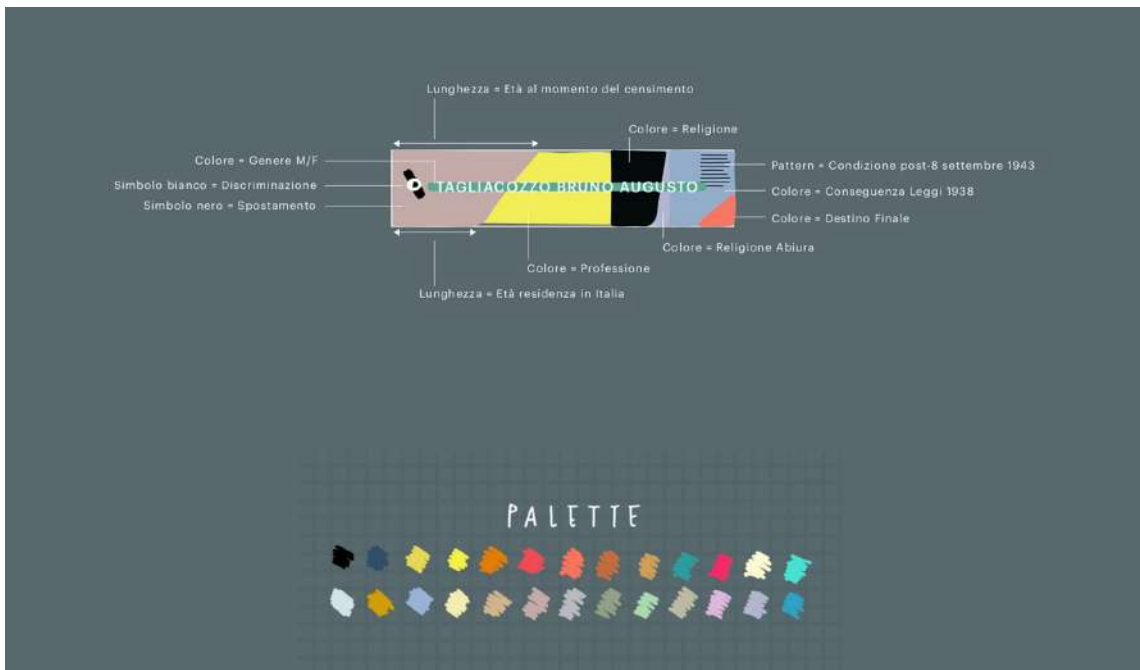 Lunghezza = Età al momento del censimento
Colore = Religione
Colore = Genere M/F
Pattern = Condizione post-8 settembre 1943
Simbolo bianco = Discriminazione
TAGLIACOZZO BRUNO AUGUSTO
Colore = Conseguenza Leggi 1938
Simbolo nero = Spostamento
Colore = Destino Finale
Colore = Religione Abiura
Colore = Professione
Lunghezza = Età residenza in Italia
PALETTE